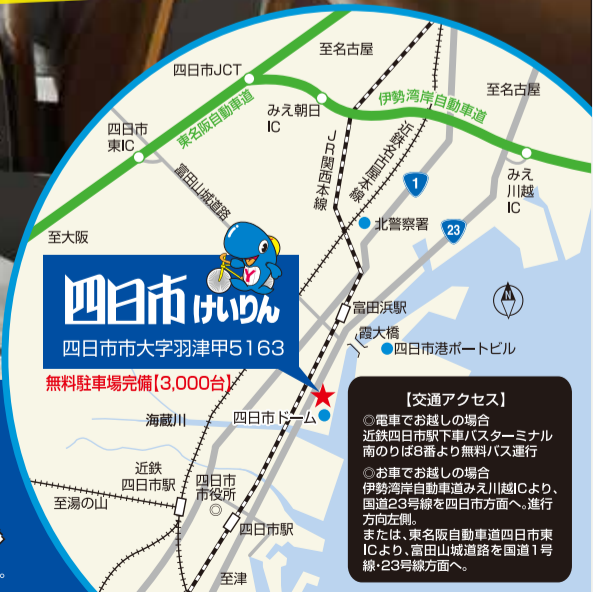 至名古屋
四日市JCT
至名古屋
みえ朝日
IC
伊勢湾岸自動車道
東名阪自動車道
四日市
東IC
JR関西本線
近鉄名古屋本線
みえ
川越
IC
富田山城道路
1
北警察署
23
至大阪
Y
四日市けいりん
四日市市大字羽津甲5163
無料駐車場完備【3,000台】
N
富田浜駅
霞大橋
四日市港ポートビル
海蔵川
四日市ドーム
近鉄
四日市駅
四日市
市役所
至湯の山
四日市駅
至津
【交通アクセス】
◎電車でお越しの場合
近鉄四日市駅下車バスターミナル
南のりば8番より無料バス運行
◎お車でお越しの場合
伊勢湾岸自動車道みえ川越ICより、
国道23号線を四日市方面へ。進行
方向左側。
または、東名阪自動車道四日市東
ICより、富田山城道路を国道1号
線・23号線方面へ。
。